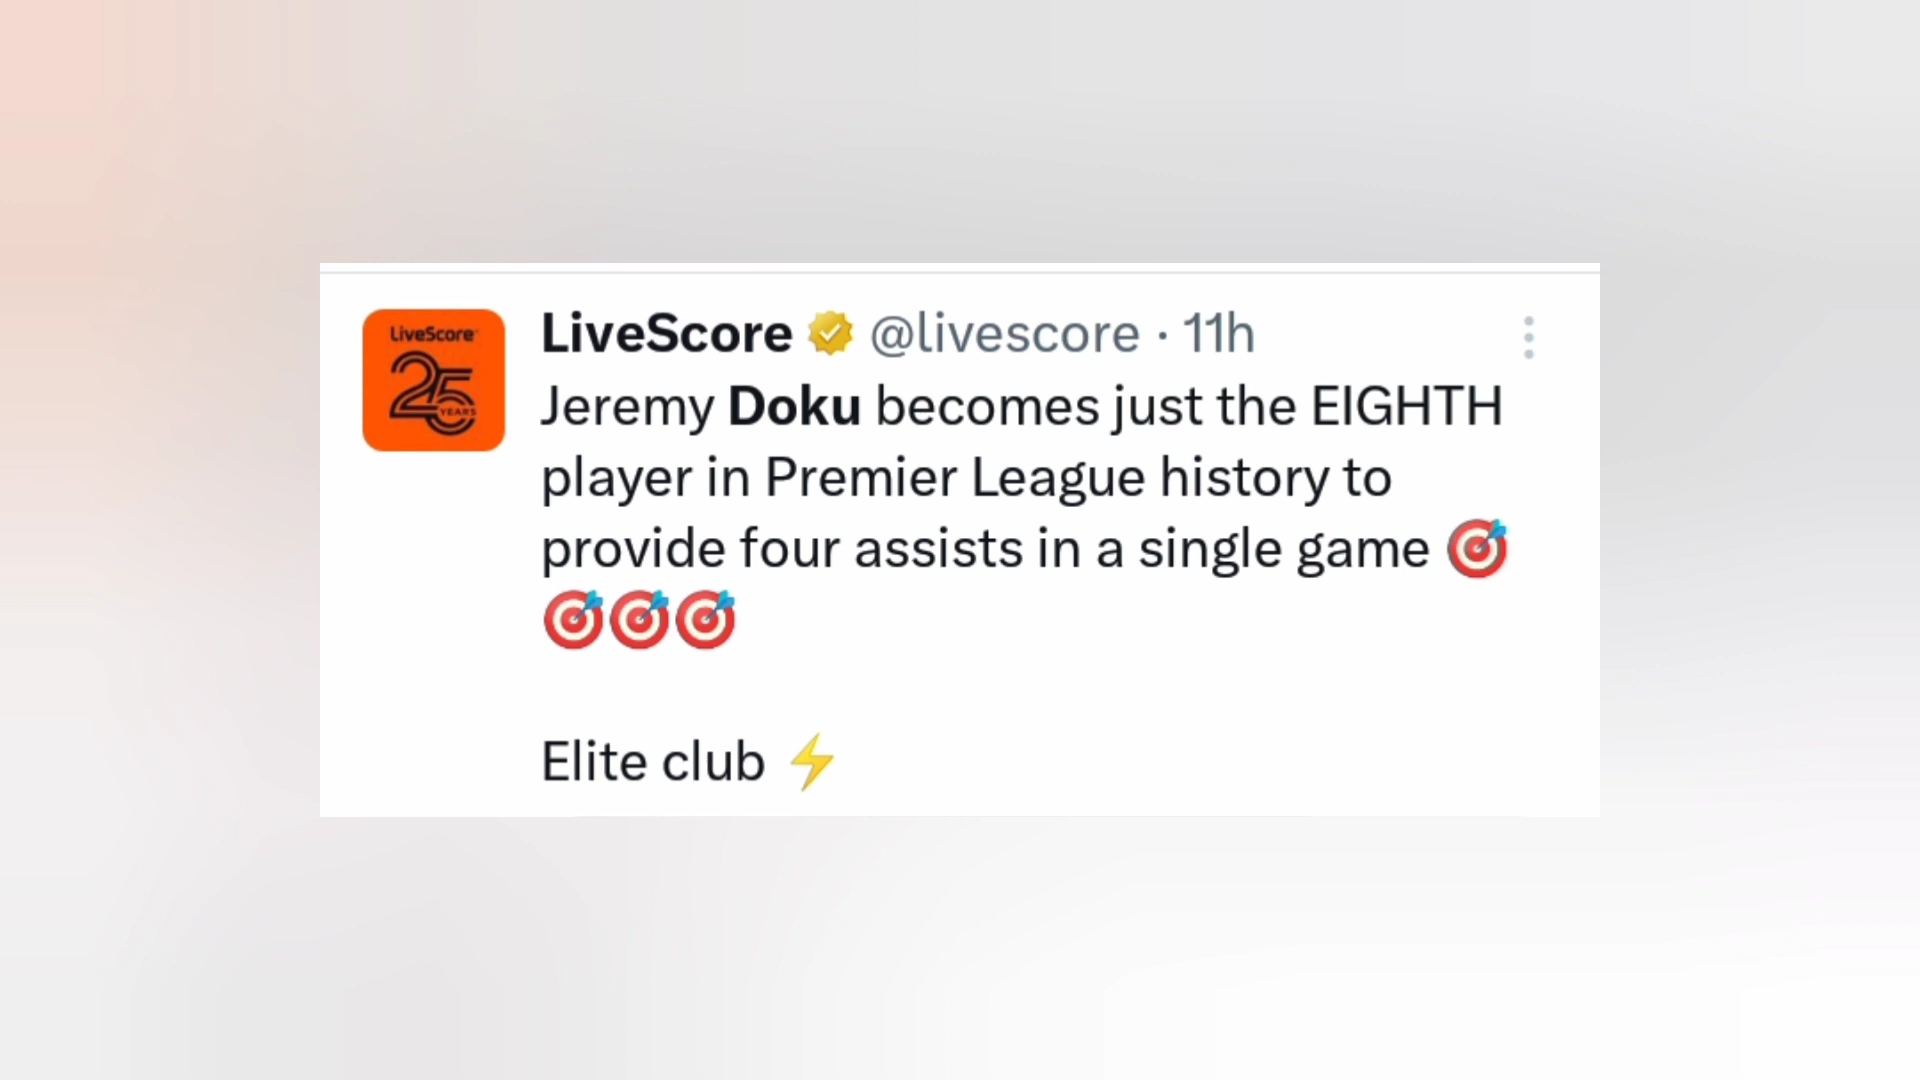 LiveScore
25
YEARS
LiveScore @livescore · 11h
Jeremy Doku becomes just the EIGHTH
player in Premier League history to
provide four assists in a single game 🎯
🎯🎯🎯
Elite club ⚡